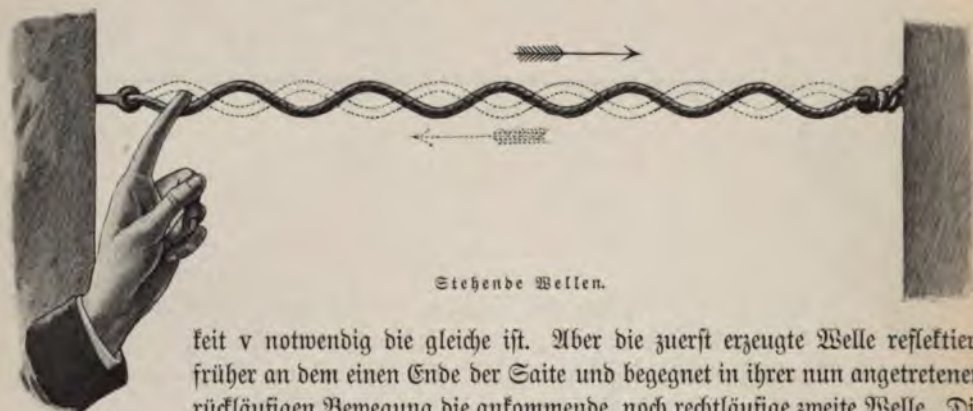 Stehende Wellen.
keit v notwendig die gleiche ist. Aber die zuerst erzeugte Welle reflektier
früher an dem einen Ende der Saite und begegnet in ihrer nun angetretener
rückläufigen Bewegung die ankommende, noch rechtläufige zweite Welle.